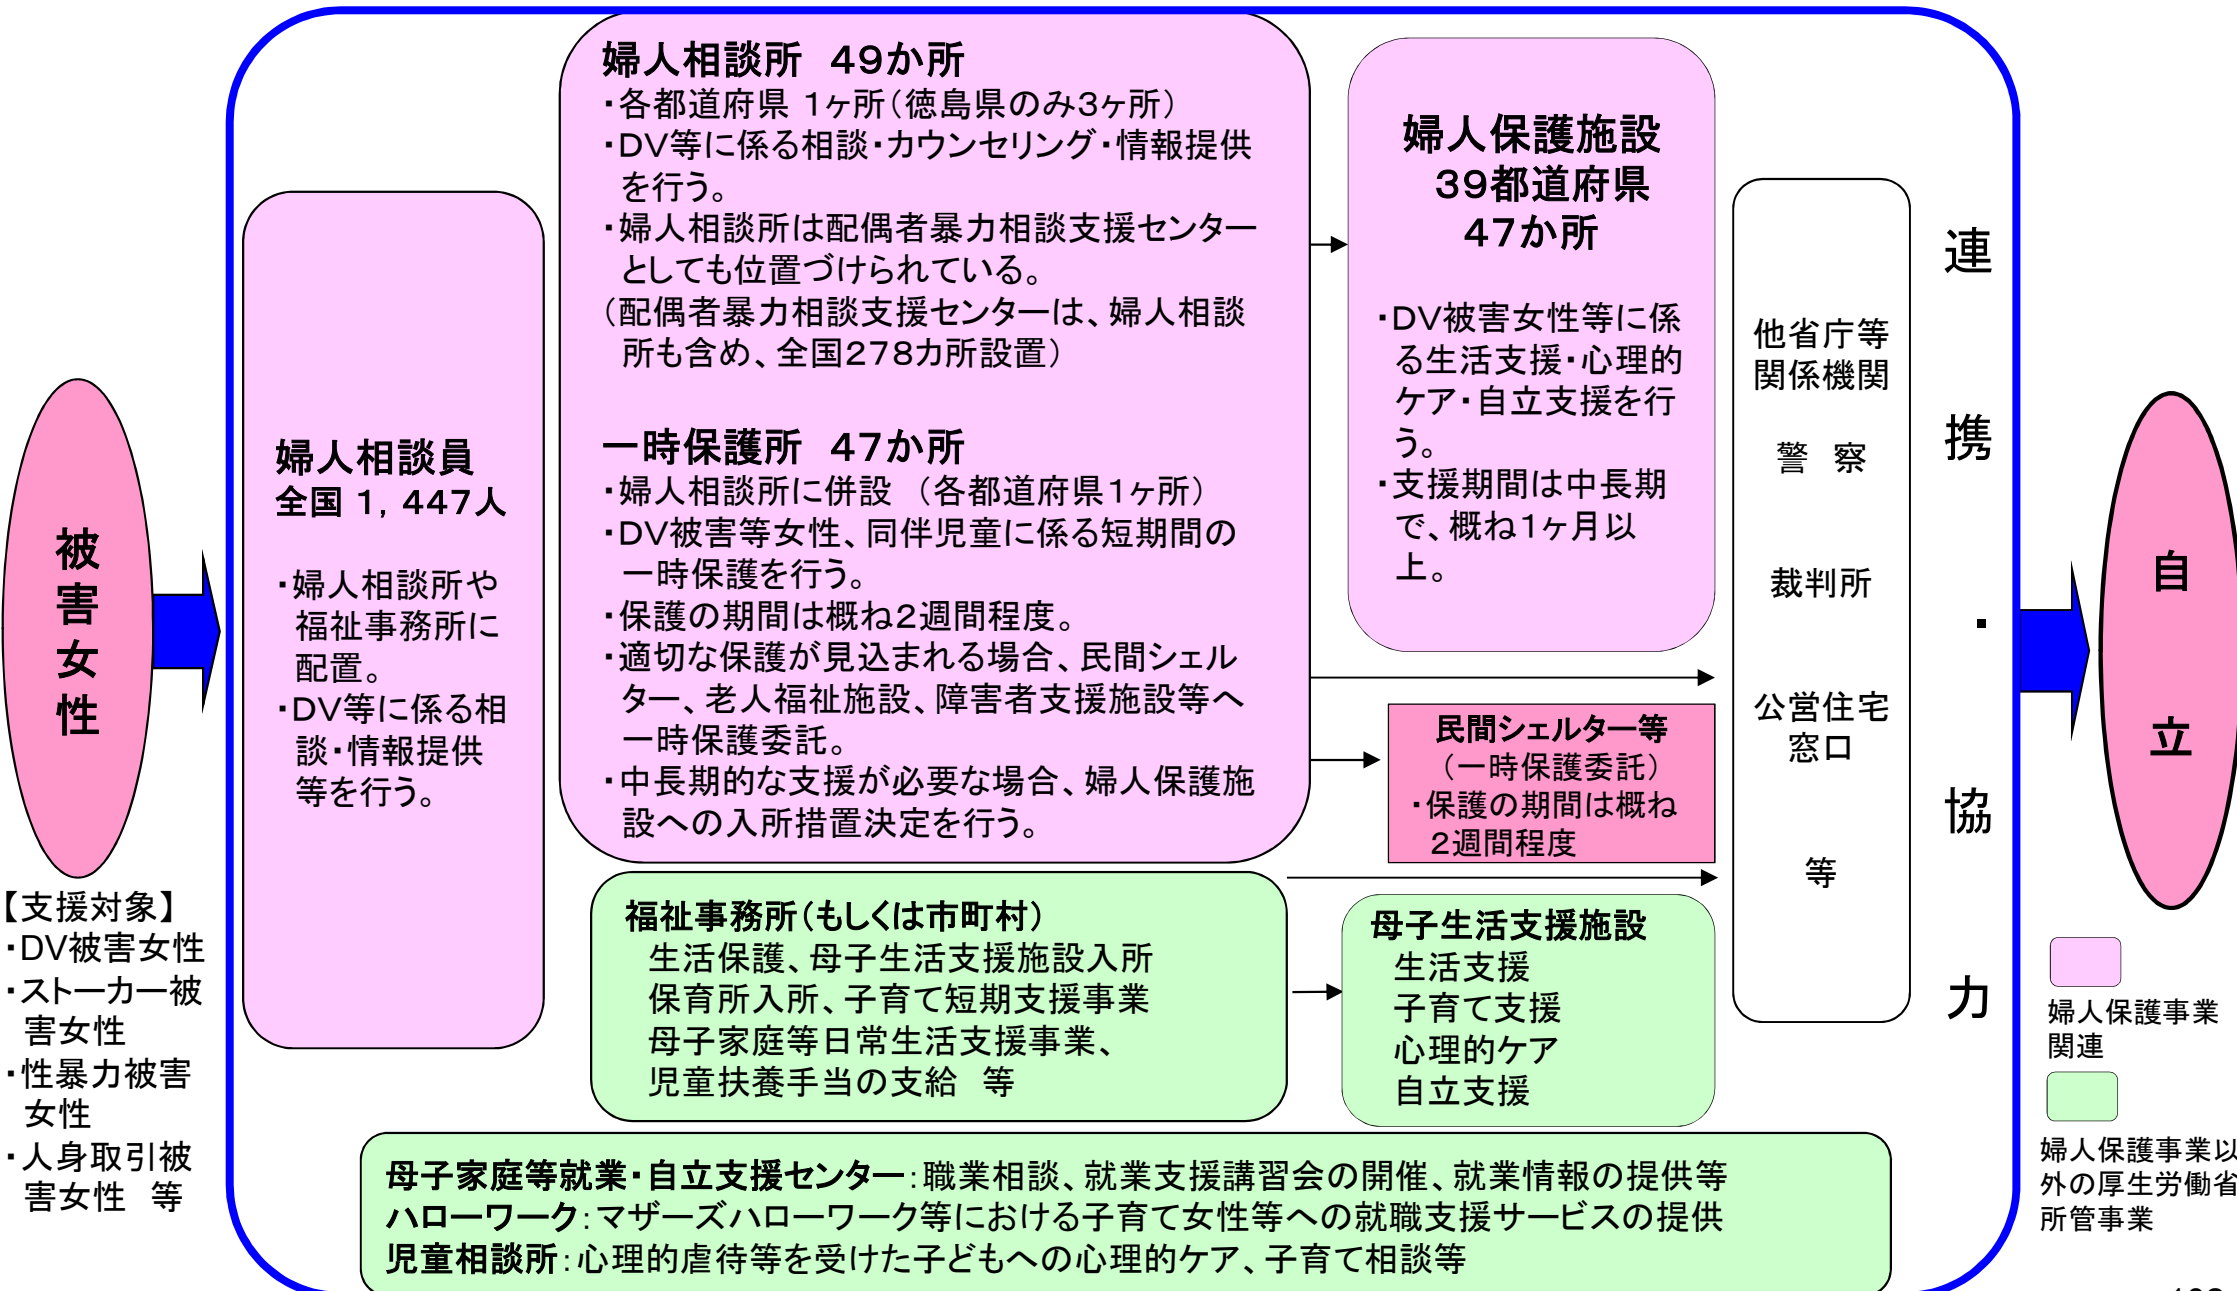 被
害
女
性
【支援対象】
・DV被害女性
・ストーカー被
害女性
・性暴力被害
女性
・人身取引被
害女性　等
婦人相談員
全国 1,447人
・婦人相談所や
福祉事務所に
配置。
・DV等に係る相
談・情報提供
等を行う。
婦人相談所　49か所
・各都道府県 1ヶ所（徳島県のみ3ヶ所）
・DV等に係る相談・カウンセリング・情報提供
を行う。
・婦人相談所は配偶者暴力相談支援センター
としても位置づけられている。
（配偶者暴力相談支援センターは、婦人相談
所も含め、全国278カ所設置）
一時保護所　47か所
・婦人相談所に併設　（各都道府県1ヶ所）
・DV被害等女性、同伴児童に係る短期間の
一時保護を行う。
・保護の期間は概ね2週間程度。
・適切な保護が見込まれる場合、民間シェル
ター、老人福祉施設、障害者支援施設等へ
一時保護委託。
・中長期的な支援が必要な場合、婦人保護施
設への入所措置決定を行う。
婦人保護施設
39都道府県
47か所
・DV被害女性等に係
る生活支援・心理的
ケア・自立支援を行
う。
・支援期間は中長期
で、概ね1ヶ月以
上。
民間シェルター等
（一時保護委託）
・保護の期間は概ね
2週間程度
福祉事務所（もしくは市町村）
生活保護、母子生活支援施設入所
保育所入所、子育て短期支援事業
母子家庭等日常生活支援事業、
児童扶養手当の支給　等
母子生活支援施設
生活支援
子育て支援
心理的ケア
自立支援
他省庁等
関係機関
警　察
裁判所
公営住宅
窓口
等
連
携
・
協
力
自
立
婦人保護事業
関連
婦人保護事業以
外の厚生労働省
所管事業
母子家庭等就業・自立支援センター：職業相談、就業支援講習会の開催、就業情報の提供等
ハローワーク：マザーズハローワーク等における子育て女性等への就職支援サービスの提供
児童相談所：心理的虐待等を受けた子どもへの心理的ケア、子育て相談等